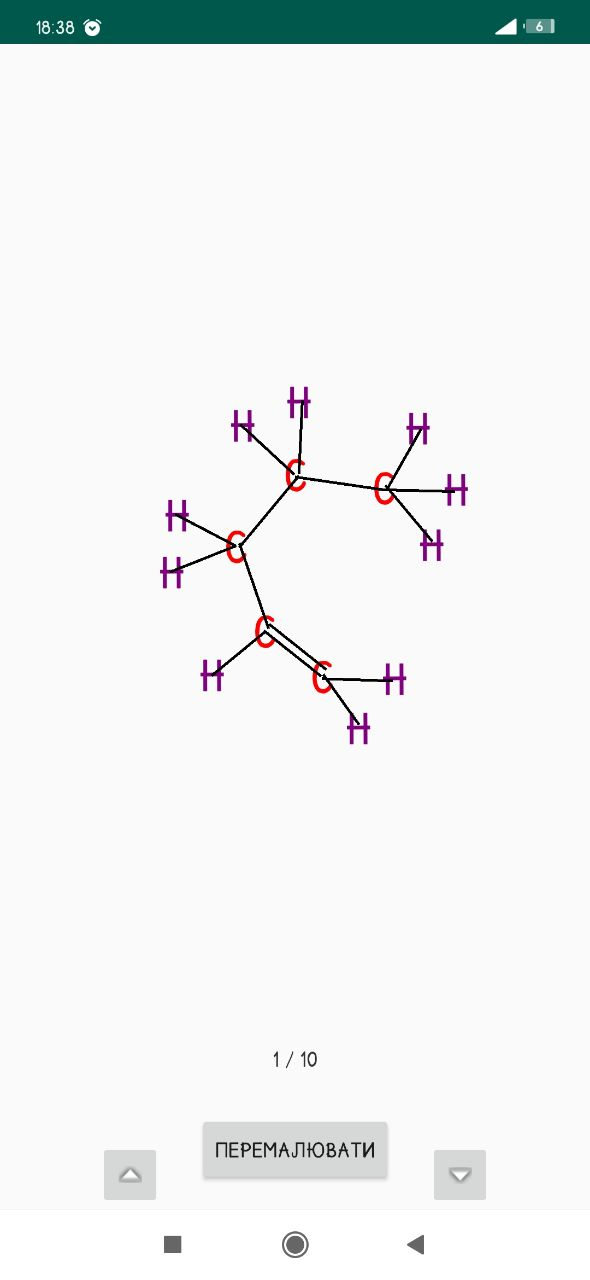 18:38 6
H
H H
C C H
H
C H
H
C
H C H
H
1 / 10
ПЕРЕМАЛЮВАТИ